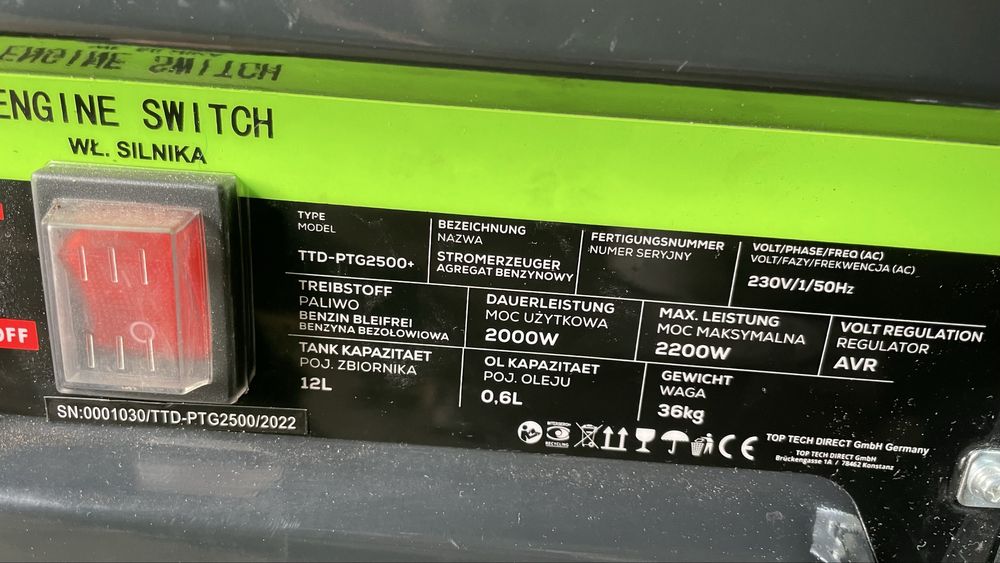 ENGINE SWITCH
ENGINE SWITCH
WŁ. SILNIKA
TYPE
MODEL
TTD-PTG2500+
BEZEICHNUNG
NAZWA
STROMERZEUGER
AGREGAT BENZYNOWY
FERTIGUNGSNUMMER
NUMER SERYJNY
VOLT/PHASE/FREQ (AC)
VOLT/FAZY/FREKWENCJA (AC)
230V/1/50Hz
TREIBSTOFF
PALIWO
BENZIN BLEIFREI
BENZYNA BEZOŁOWIOWA
DAUERLEISTUNG
MOC UŻYTKOWA
2000W
MAX. LEISTUNG
MOC MAKSYMALNA
2200W
VOLT REGULATION
REGULATOR
AVR
OFF
TANK KAPAZITAET
POJ. ZBIORNIKA
12L
OL KAPAZITAET
POJ. OLEJU
0,6L
GEWICHT
WAGA
36kg
SN:0001030/TTD-PTG2500/2022
INTERSEROH
RECYCLING
CE
TOP TECH DIRECT GmbH Germany
TOP TECH DIRECT GmbH
Brückengasse 1A / 78462 Konstanz